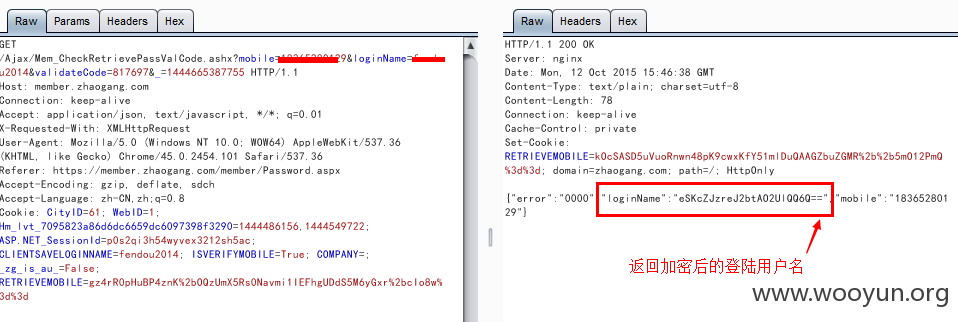 Raw Params Headers Hex
GET
/Ajax/Mem_CheckRetrievePassValCode.ashx?mobile= 29&loginName=
u2014&validateCode=817697&_=1444665387755 HTTP/1.1
Host: member.zhaogang.com
Connection: keep-alive
Accept: application/json, text/javascript, */*; q=0.01
X-Requested-With: XMLHttpRequest
User-Agent: Mozilla/5.0 (Windows NT 10.0; WOW64) AppleWebKit/537.36
(KHTML, like Gecko) Chrome/45.0.2454.101 Safari/537.36
Referer: https://member.zhaogang.com/member/Password.aspx
Accept-Encoding: gzip, deflate, sdch
Accept-Language: zh-CN,zh;q=0.8
Cookie: CityID=61; WebID=1;
Hm_lvt_7095823a86d6dc6659dc6097398f3290=1444486156,1444549722;
ASP.NET_SessionId=p0s2qi3h54wyvex3212sh5ac;
CLIENTSAVELOGINNAME=fendou2014; ISVERIFYMOBILE=True; COMPANY=;
_zg_is_au_=False;
RETRIEVEMOBILE=gz4rR0pHuBP4znK%2b0QzUmX5RsONavmi1IEFhgUDdS5M6yGxr%2bclo8w%
3d%3d
Raw Headers Hex
HTTP/1.1 200 OK
Server: nginx
Date: Mon, 12 Oct 2015 15:46:38 GMT
Content-Type: text/plain; charset=utf-8
Content-Length: 78
Connection: keep-alive
Cache-Control: private
Set-Cookie:
RETRIEVEMOBILE=kOcSASD5uVuoRnwn48pK9cwxKfY51mlDuQAAGZbuZGMR%2b%2b5m012PmQ
%3d%3d; domain=zhaogang.com; path=/; HttpOnly
{"error":"0000","loginName":"eSKcZJzreJ2btA02UlQQ6Q==","mobile":"183652801
29"}
返回加密后的登陆用户名
www.wooyun.org